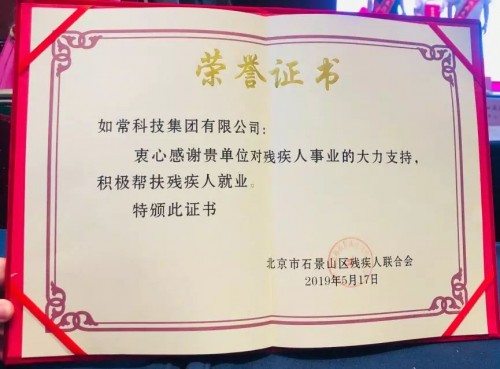 荣誉证书
如常科技集团有限公司：
衷心感谢贵单位对残疾人事业的大力支持，
积极帮扶残疾人就业。
特颁此证书
北京市石景山区残疾人联合会
2019年5月17日